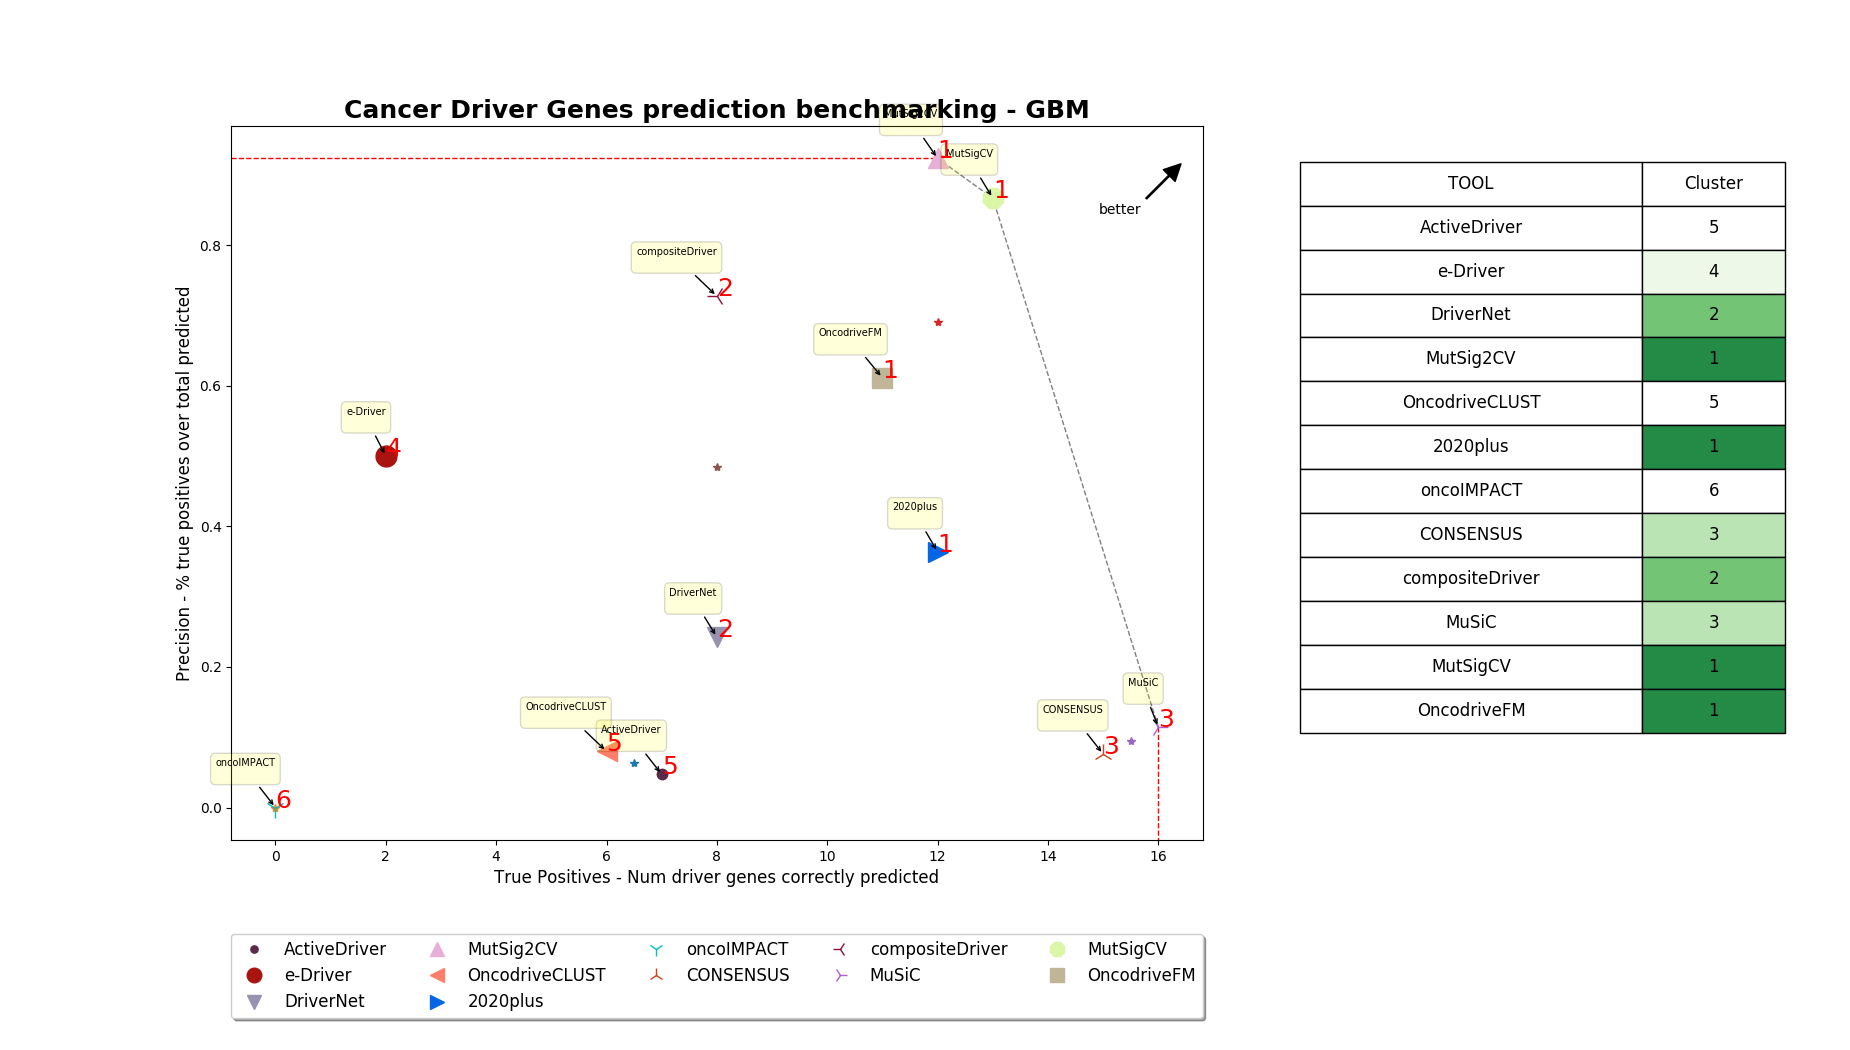 Cancer Driver Genes prediction benchmarking - GBM
MutSig2CV
1
MutSigCV
1
better
compositeDriver
2
OncodriveFM
1
e-Driver
4
2020plus
1
DriverNet
2
MuSiC
3
CONSENSUS
3
OncodriveCLUST
5
ActiveDriver
5
oncoIMPACT
6
0.8
0.6
0.4
0.2
0.0
Precision - % true positives over total predicted
0 2 4 6 8 10 12 14 16
True Positives - Num driver genes correctly predicted
TOOL Cluster
ActiveDriver 5
e-Driver 4
DriverNet 2
MutSig2CV 1
OncodriveCLUST 5
2020plus 1
oncoIMPACT 6
CONSENSUS 3
compositeDriver 2
MuSiC 3
MutSigCV 1
OncodriveFM 1
ActiveDriver MutSig2CV oncoIMPACT compositeDriver MutSigCV
e-Driver OncodriveCLUST CONSENSUS MuSiC OncodriveFM
DriverNet 2020plus